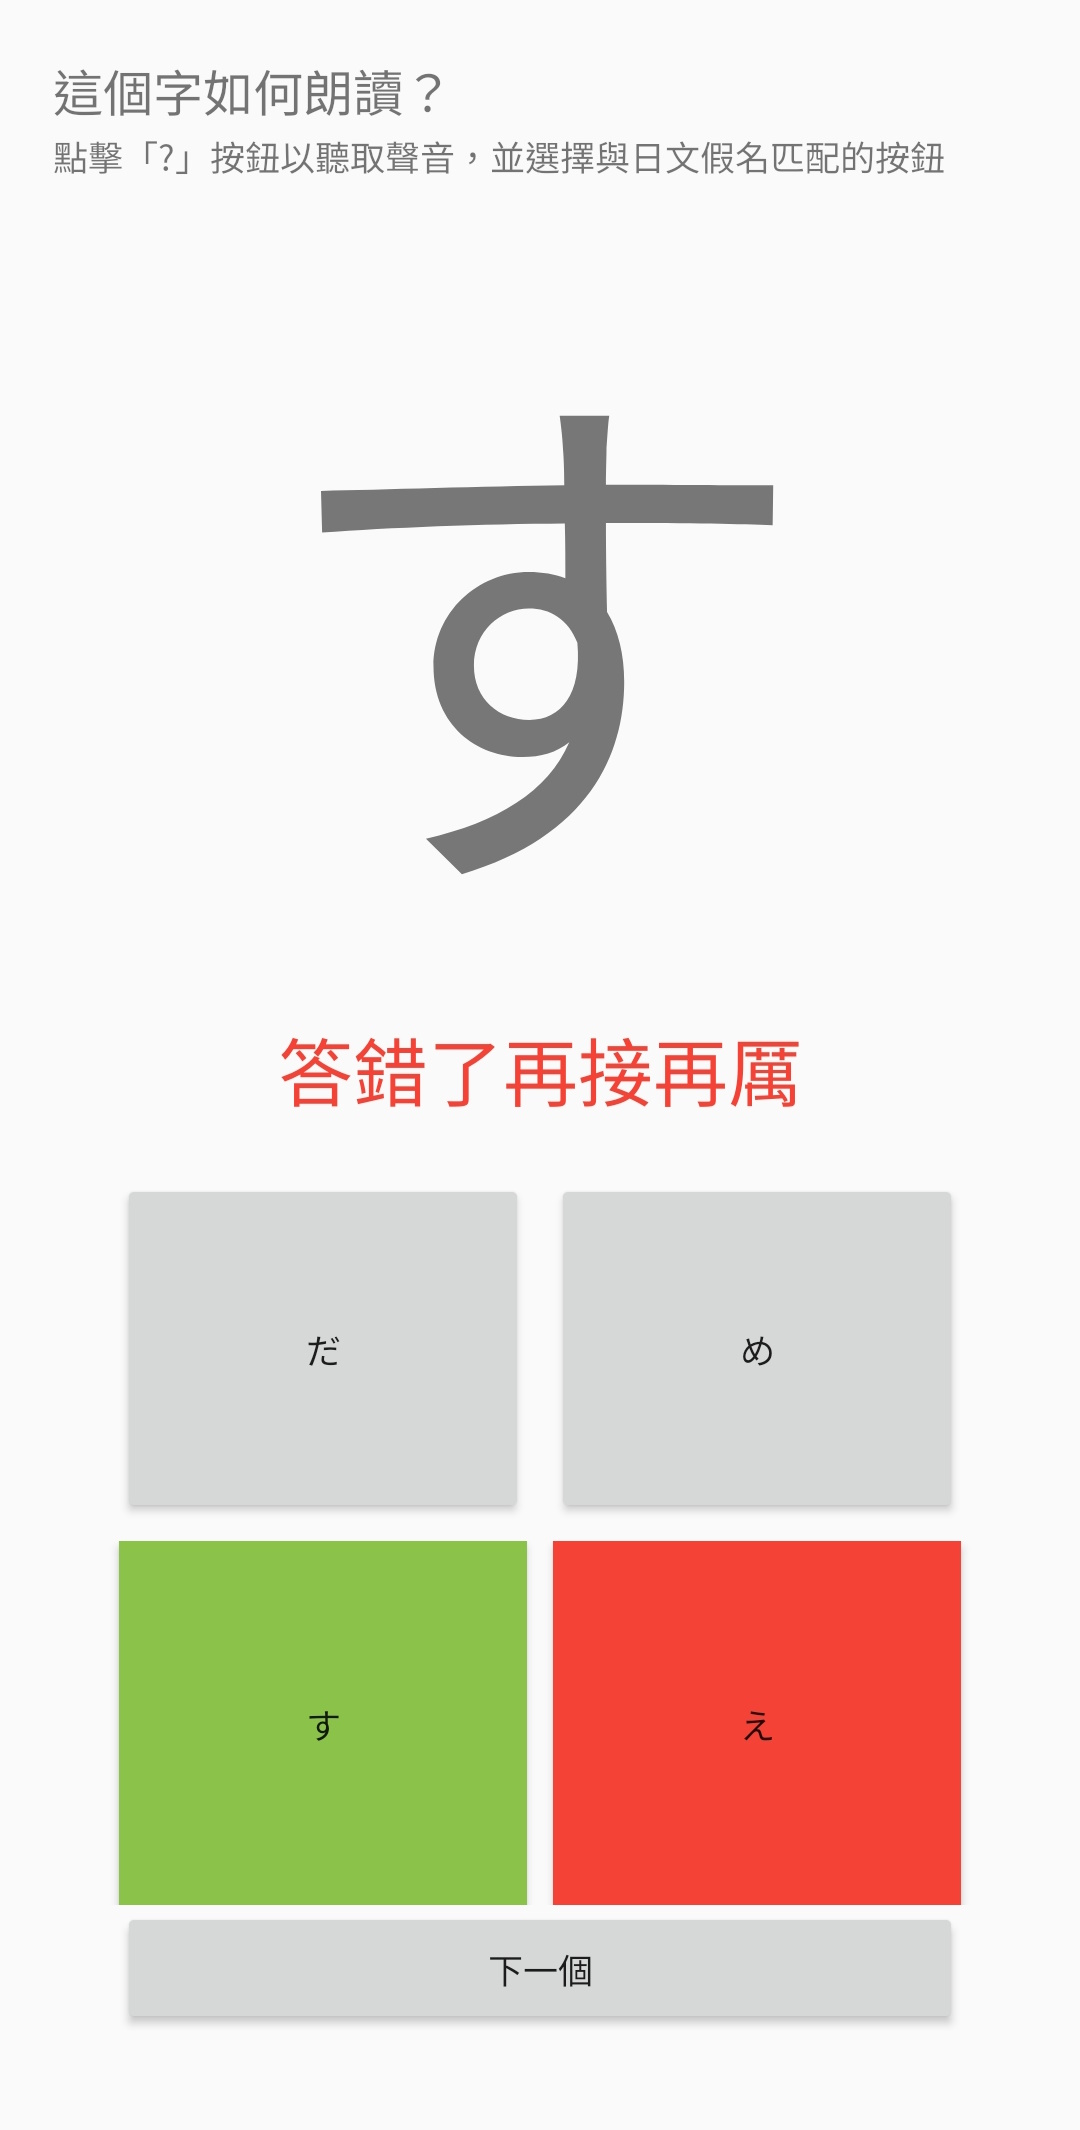 這個字如何朗讀？
點擊「?」按鈕以聽取聲音，並選擇與日文假名匹配的按鈕
す
答錯了再接再厲
だ
め
す
え
下一個